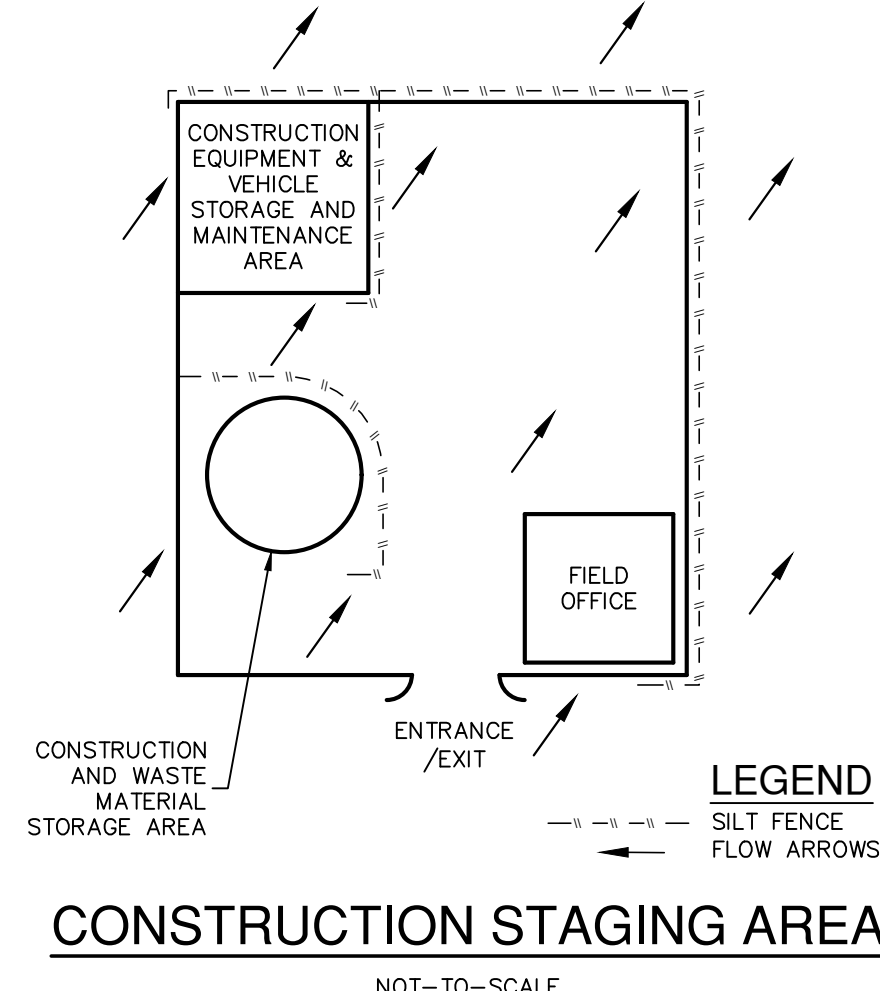 CONSTRUCTION
EQUIPMENT &
VEHICLE
STORAGE AND
MAINTENANCE
AREA
FIELD
OFFICE
ENTRANCE
/EXIT
CONSTRUCTION
AND WASTE
MATERIAL
STORAGE AREA
LEGEND
SILT FENCE
FLOW ARROWS
CONSTRUCTION STAGING AREA
NOT-TO-SCALE